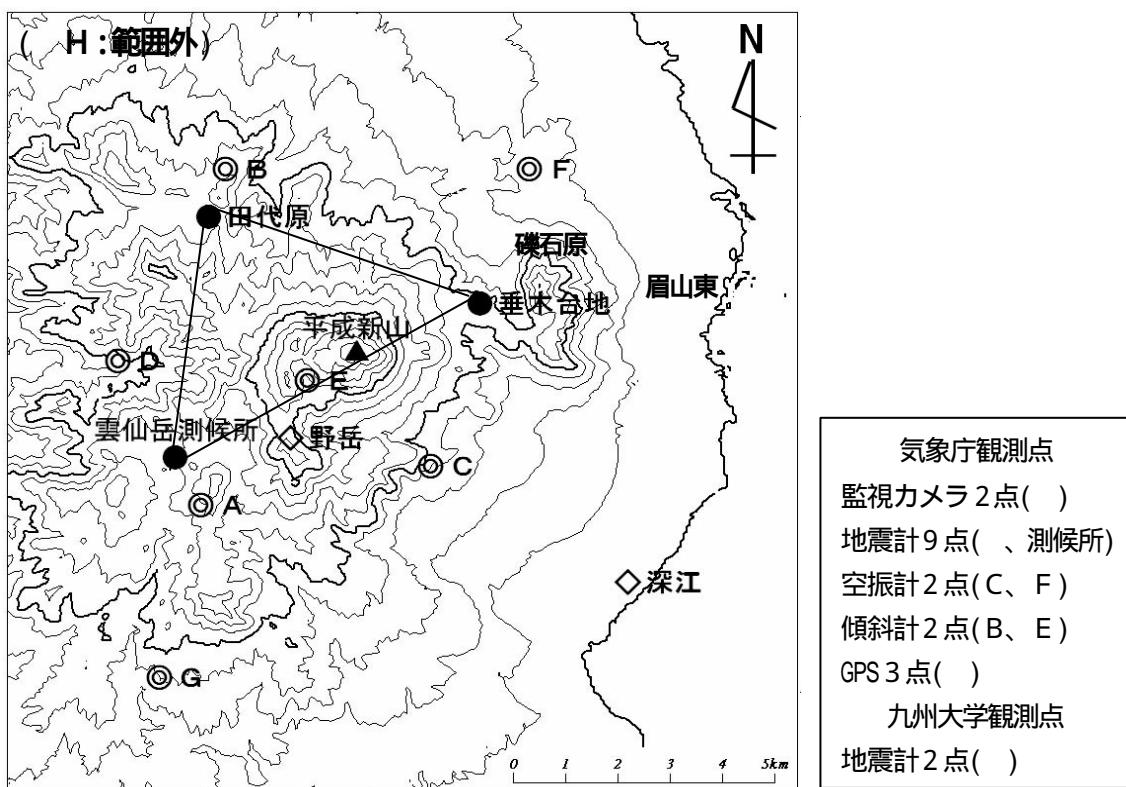 ( H:範囲外)
N
B
F
田代原
礫石原
眉山東
垂木台地
平成新山
D
E
雲仙岳測候所
野岳
C
A
深江
G
0 1 2 3 4 5km
気象庁観測点
監視カメラ2点( )
地震計9点( 、測候所)
空振計2点(C、F)
傾斜計2点(B、E)
GPS3点( )
九州大学観測点
地震計2点( )